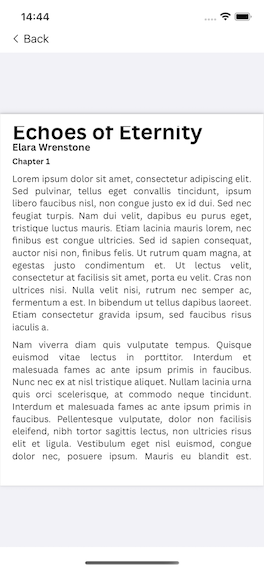 14:44
Back
Echoes of Eternity
Elara Wrenstone
Chapter 1
Lorem ipsum dolor sit amet, consectetur adipiscing elit.
Sed pulvinar, tellus eget convallis tincidunt, ipsum
libero faucibus nisl, non congue justo ex id dui. Sed nec
feugiat turpis. Nam dui velit, dapibus eu purus eget,
tristique luctus mauris. Etiam lacinia mauris lorem, nec
finibus est congue ultricies. Sed id sapien consequat,
auctor nisi non, finibus felis. Ut rutrum quam magna, at
egestas justo condimentum et. Ut lectus velit,
consectetur at facilisis sit amet, porta eu velit. Cras non
ultrices nisi. Nulla velit nisi, rutrum nec semper ac,
fermentum a est. In bibendum ut tellus dapibus laoreet.
Etiam consectetur gravida ipsum, sed faucibus risus
iaculis a.
Nam viverra diam quis vulputate tempus. Quisque
euismod vitae lectus in porttitor. Interdum et
malesuada fames ac ante ipsum primis in faucibus.
Nunc nec ex at nisl tristique aliquet. Nullam lacinia urna
quis orci scelerisque, at commodo neque tincidunt.
Interdum et malesuada fames ac ante ipsum primis in
faucibus. Pellentesque vulputate, dolor non facilisis
eleifend, nibh tortor sagittis lectus, non ultricies risus
elit et ligula. Vestibulum eget nisl euismod, congue
dolor nec, posuere ipsum. Mauris eu blandit est.